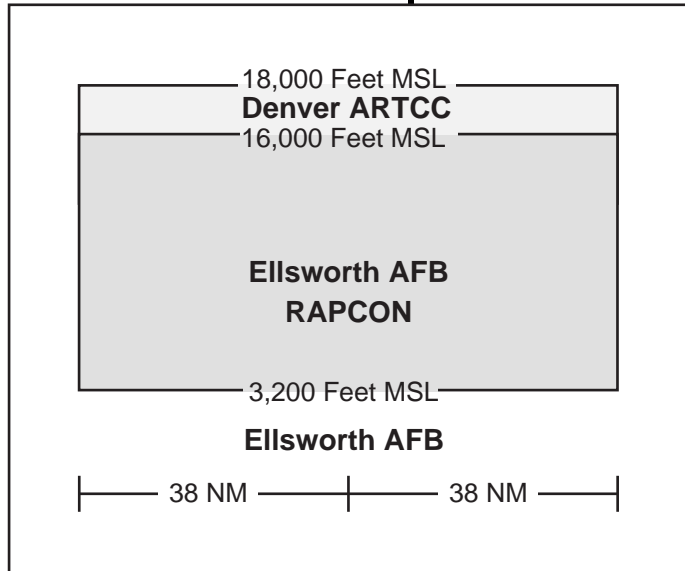 18,000 Feet MSL
Denver ARTCC
16,000 Feet MSL
Ellsworth AFB
RAPCON
3,200 Feet MSL
Ellsworth AFB
38 NM 38 NM